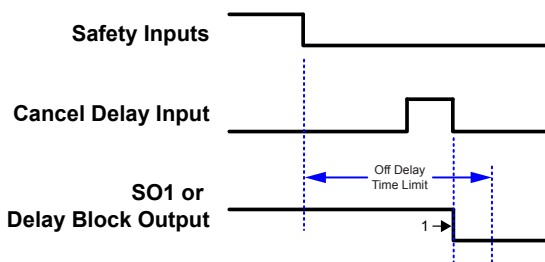 Safety Inputs
Cancel Delay Input
Off Delay
Time Limit
SO1 or
Delay Block Output
1